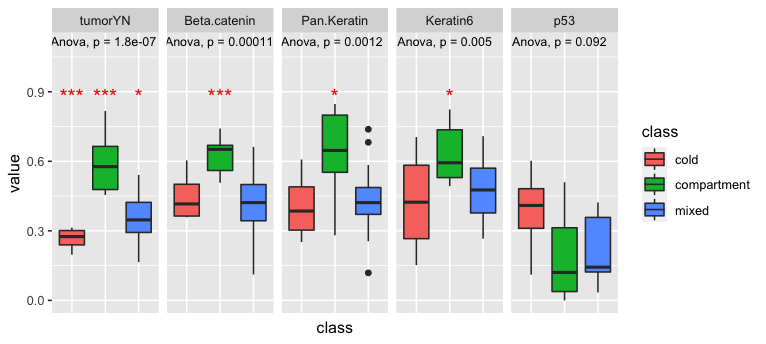 tumorYN Beta.catenin Pan.Keratin Keratin6 p53
Anova, p = 1.8e-07 Anova, p = 0.00011 Anova, p = 0.0012 Anova, p = 0.005 Anova, p = 0.092
0.9
*** *** * *** * *
0.6
0.3
0.0
value
class
class
cold
compartment
mixed